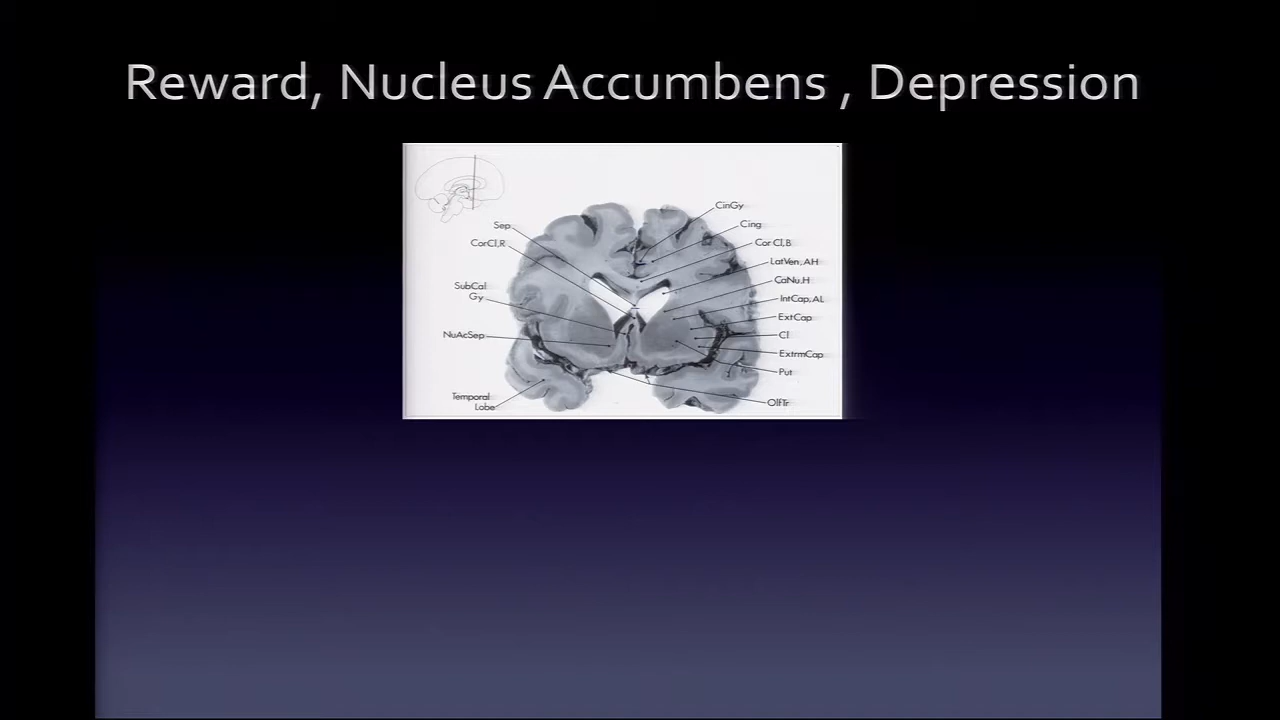 Reward, Nucleus Accumbens , Depression
Sep
CorCl,R
SubCal
Gy
NuAcSep
Temporal
Lobe
CinGy
Cing
Cor Cl,B
LatVen, AH
CaNu,H
IntCap, AL
ExtCap
Cl
ExtrmCap
Put
OlfTr